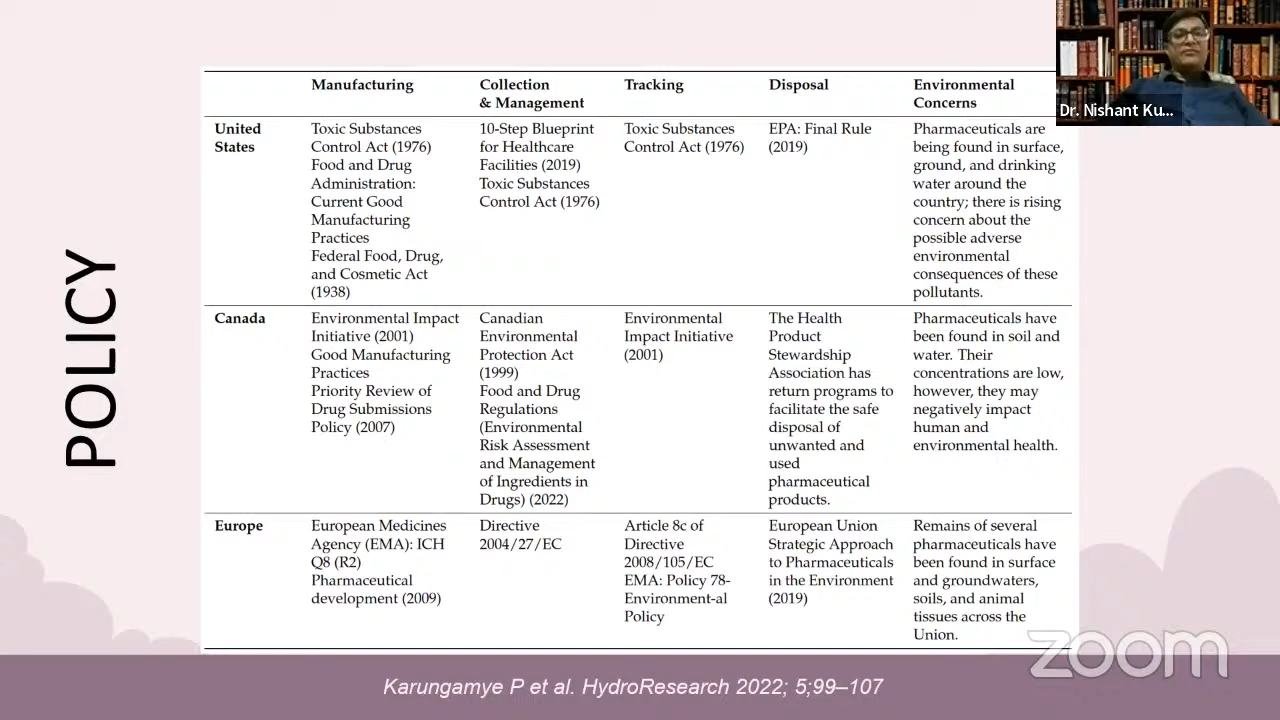 POLICY
Manufacturing
Collection
& Management
Tracking
Disposal
Environmental
Concerns
United
States
Toxic Substances
Control Act (1976)
Food and Drug
Administration:
Current Good
Manufacturing
Practices
Federal Food, Drug,
and Cosmetic Act
(1938)
10-Step Blueprint
for Healthcare
Facilities (2019)
Toxic Substances
Control Act (1976)
Toxic Substances
Control Act (1976)
EPA: Final Rule
(2019)
Pharmaceuticals are
being found in surface,
ground, and drinking
water around the
country; there is rising
concern about the
possible adverse
environmental
consequences of these
pollutants.
Canada
Environmental Impact
Initiative (2001)
Good Manufacturing
Practices
Priority Review of
Drug Submissions
Policy (2007)
Canadian
Environmental
Protection Act
(1999)
Food and Drug
Regulations
(Environmental
Risk Assessment
and Management
of Ingredients in
Drugs) (2022)
Environmental
Impact Initiative
(2001)
The Health
Product
Stewardship
Association has
return programs to
facilitate the safe
disposal of
unwanted and
used
pharmaceutical
products.
Pharmaceuticals have
been found in soil and
water. Their
concentrations are low,
however, they may
negatively impact
human and
environmental health.
Europe
European Medicines
Agency (EMA): ICH
Q8 (R2)
Pharmaceutical
development (2009)
Directive
2004/27/EC
Article 8c of
Directive
2008/105/EC
EMA: Policy 78-
Environment-al
Policy
European Union
Strategic Approach
to Pharmaceuticals
in the Environment
(2019)
Remains of several
pharmaceuticals have
been found in surface
and groundwaters,
soils, and animal
tissues across the
Union.
Karungamye P et al. HydroResearch 2022; 5;99–107
Dr. Nishant Ku...
zoom